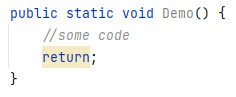 public static void Demo() {
//some code
return;
}